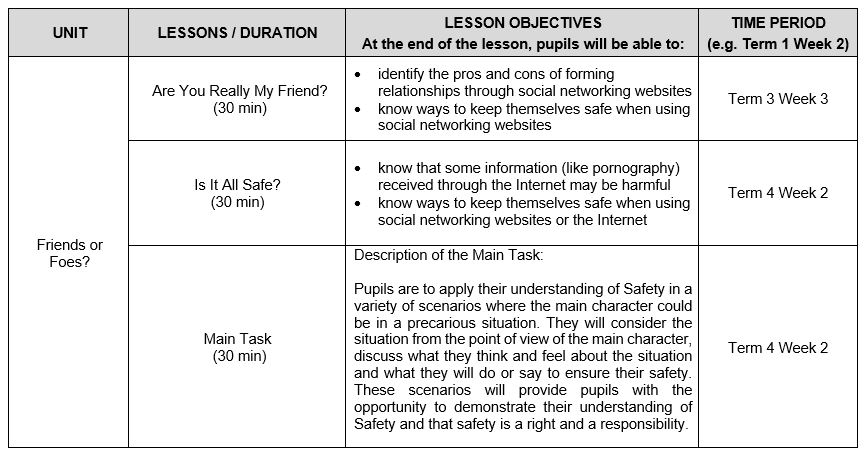 UNIT
LESSONS / DURATION
LESSON OBJECTIVES
At the end of the lesson, pupils will be able to:
TIME PERIOD
(e.g. Term 1 Week 2)
Friends or
Foes?
Are You Really My Friend?
(30 min)
• identify the pros and cons of forming
relationships through social networking websites
• know ways to keep themselves safe when using
social networking websites
Term 3 Week 3
Is It All Safe?
(30 min)
• know that some information (like pornography)
received through the Internet may be harmful
• know ways to keep themselves safe when using
social networking websites or the Internet
Term 4 Week 2
Main Task
(30 min)
Description of the Main Task:
Pupils are to apply their understanding of Safety in a
variety of scenarios where the main character could
be in a precarious situation. They will consider the
situation from the point of view of the main character,
discuss what they think and feel about the situation
and what they will do or say to ensure their safety.
These scenarios will provide pupils with the
opportunity to demonstrate their understanding of
Safety and that safety is a right and a responsibility.
Term 4 Week 2